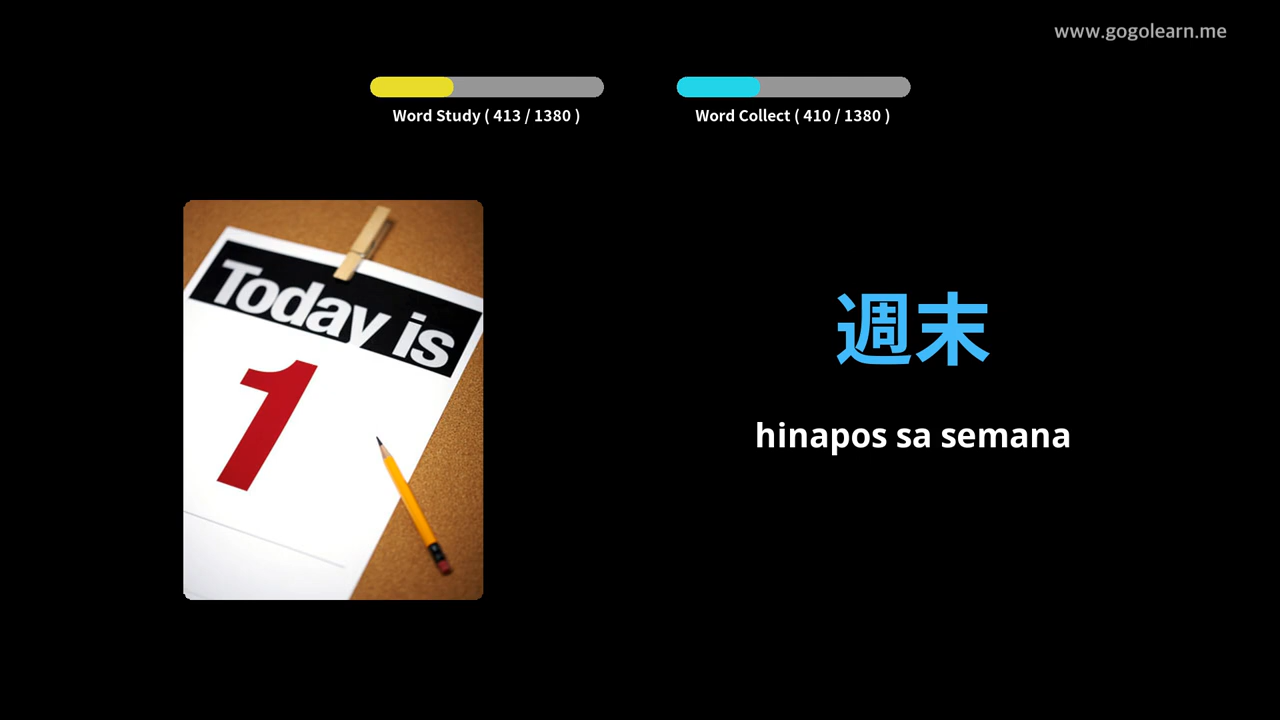 www.gogolearn.me
Word Study ( 413 / 1380 )
Word Collect ( 410 / 1380 )
Today is
1
週末
hinapos sa semana